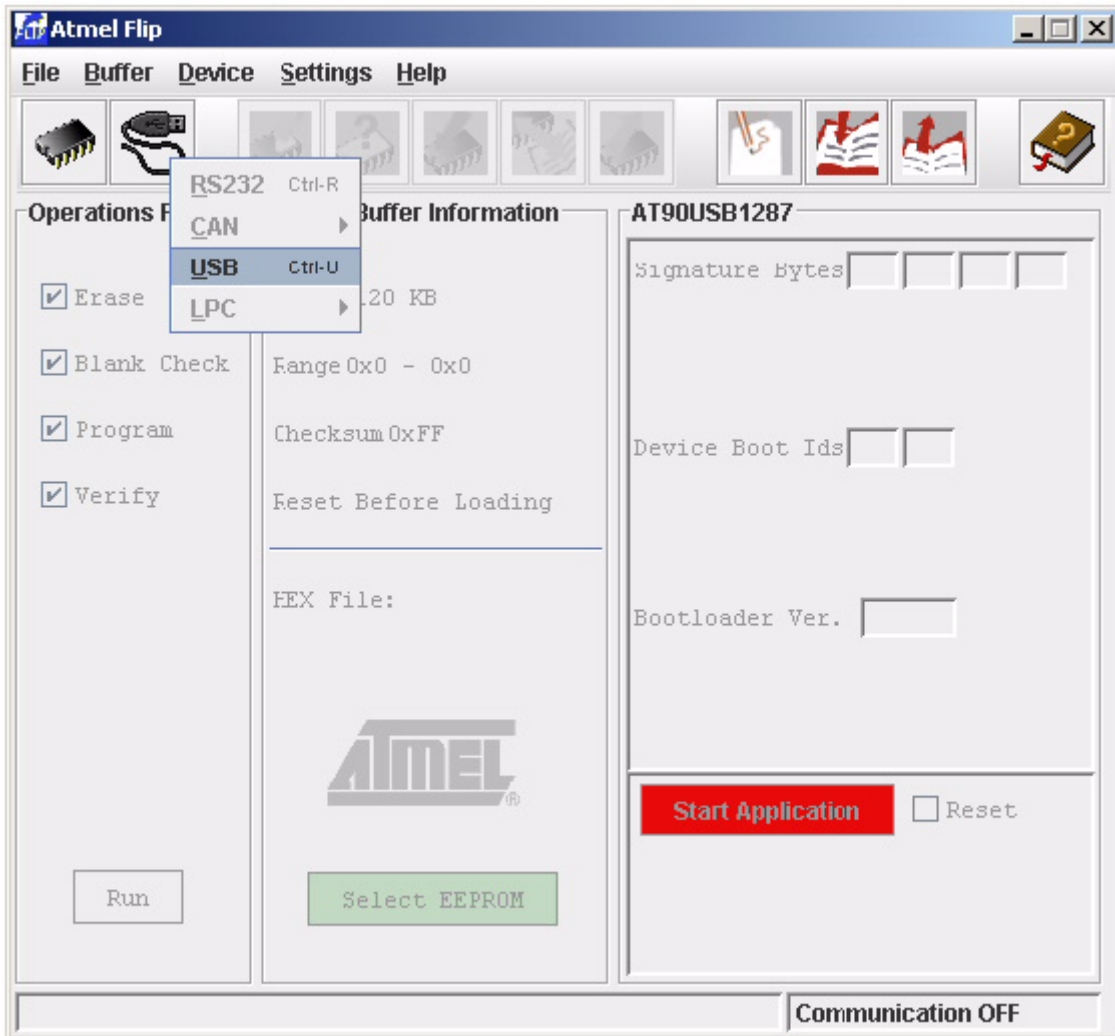 Atmel Flip
File Buffer Device Settings Help
RS232 Ctrl-R
CAN
USB Ctrl-U
LPC
Operations F
Erase
Blank Check
Program
Verify
Run
Buffer Information
20 KB
Range 0x0 - 0x0
Checksum 0xFF
Reset Before Loading
HEX File:
ATMEL
®
Select EEPROM
AT90USB1287
Signature Bytes
Device Boot Ids
Bootloader Ver.
Start Application Reset
Communication OFF